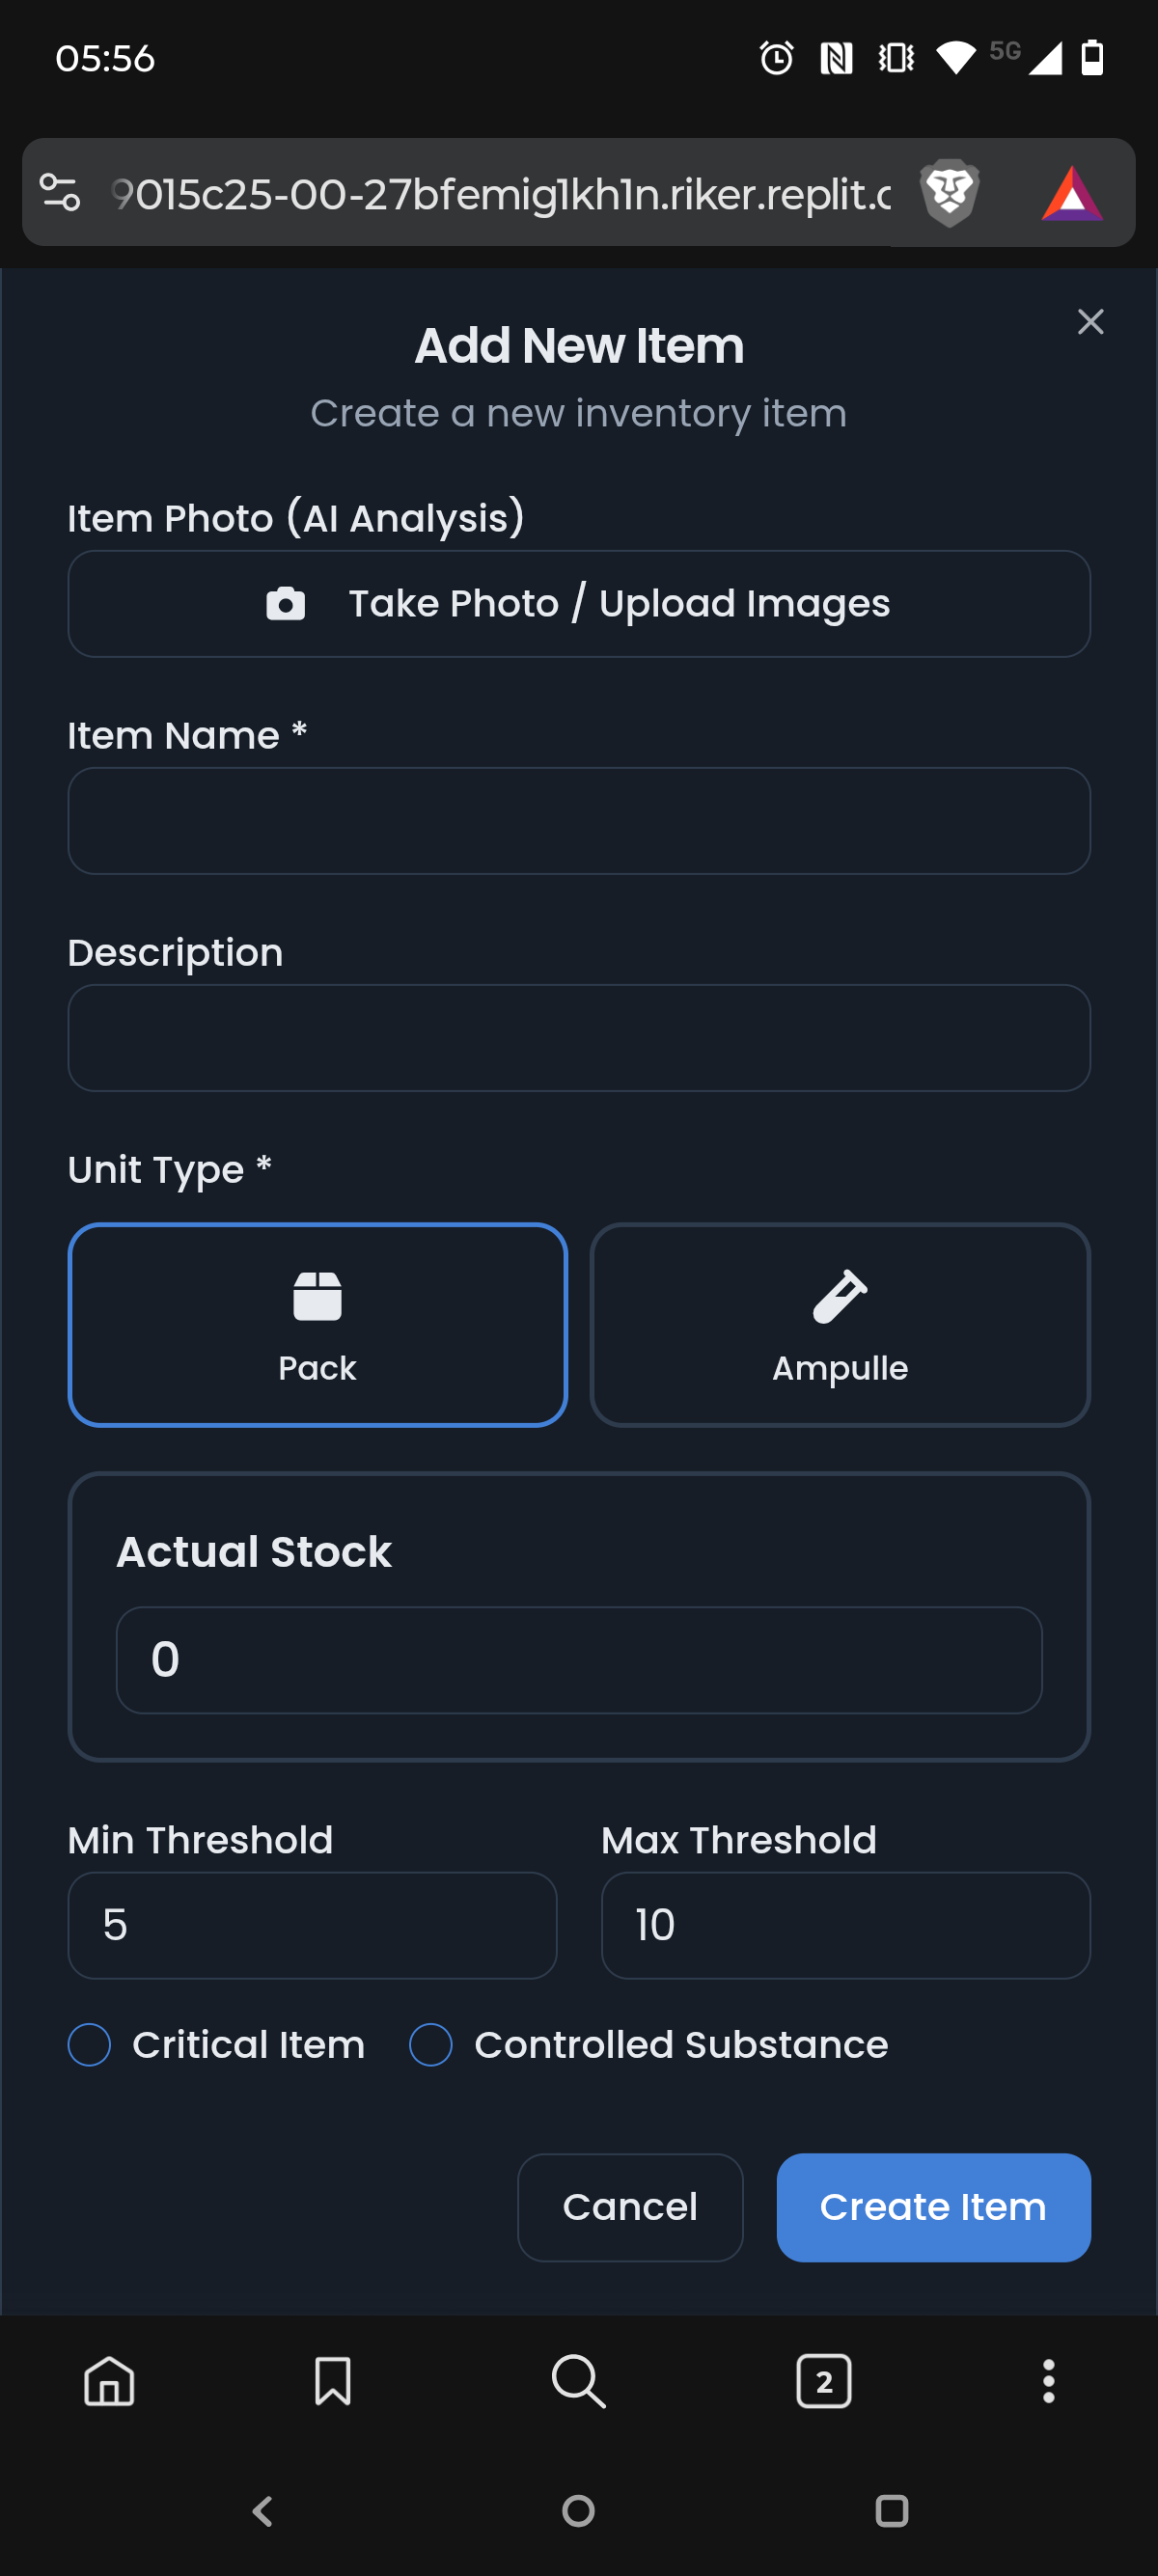 05:56
5G
9015c25-00-27bfemig1kh1n.riker.replit.c
Add New Item
Create a new inventory item
Item Photo (AI Analysis)
Take Photo / Upload Images
Item Name *
Description
Unit Type *
Pack
Ampulle
Actual Stock
0
Min Threshold
Max Threshold
5
10
Critical Item
Controlled Substance
Cancel
Create Item
2